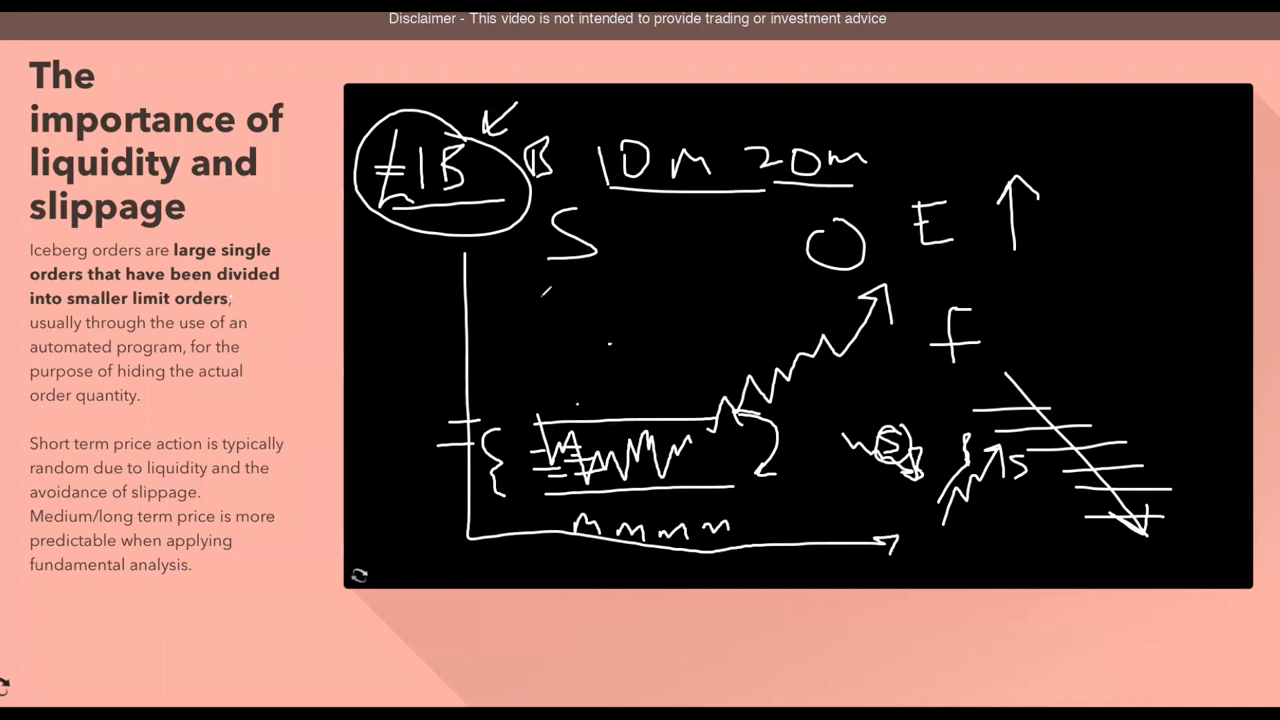 Disclaimer - This video is not intended to provide trading or investment advice
The
importance of
liquidity and
slippage
Iceberg orders are large single
orders that have been divided
into smaller limit orders,
usually through the use of an
automated program, for the
purpose of hiding the actual
order quantity.
Short term price action is typically
random due to liquidity and the
avoidance of slippage.
Medium/long term price is more
predictable when applying
fundamental analysis.
£1B B 10m 20m
S O E
f
S
S
m m m m